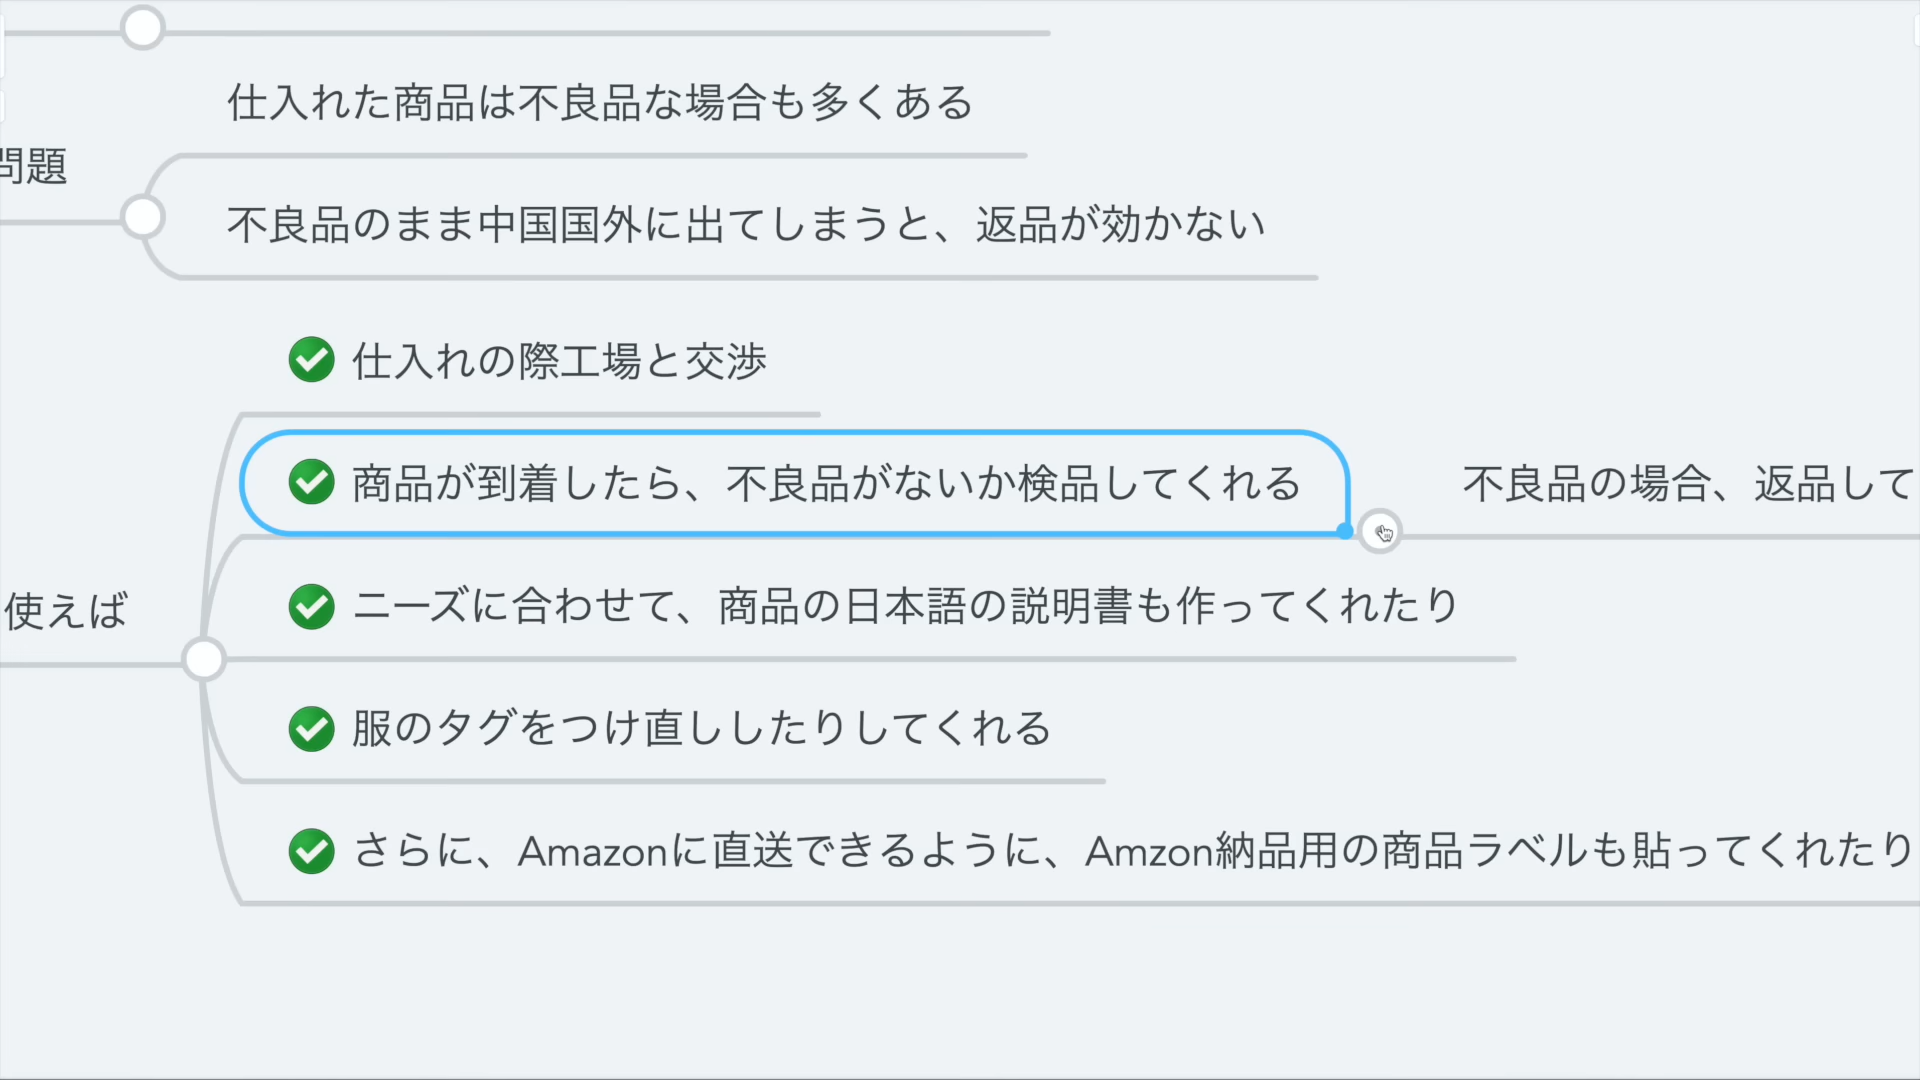 仕入れた商品は不良品な場合も多くある
問題
不良品のまま中国国外に出てしまうと、返品が効かない
仕入れの際工場と交渉
商品が到着したら、不良品がないか検品してくれる
不良品の場合、返品して
使えば
ニーズに合わせて、商品の日本語の説明書も作ってくれたり
服のタグをつけ直ししたりしてくれる
さらに、Amazonに直送できるように、Amzon納品用の商品ラベルも貼ってくれたり